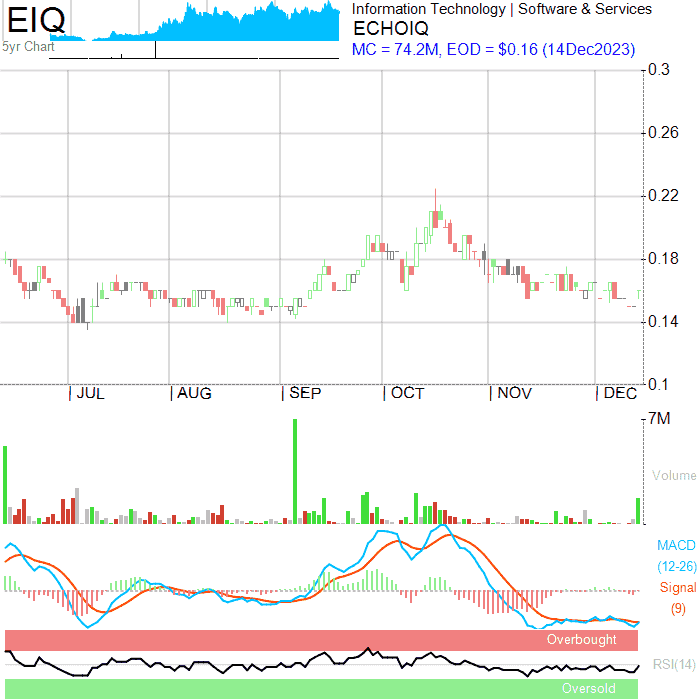 EIQ
5yr Chart
Information Technology | Software & Services
ECHOIQ
MC = 74.2M, EOD = $0.16 (14Dec2023)
0.3
0.26
0.22
0.18
0.14
0.1
JUL
AUG
SEP
OCT
NOV
DEC
7M
Volume
MACD
(12-26)
Signal
(9)
Overbought
RSI(14)
Oversold